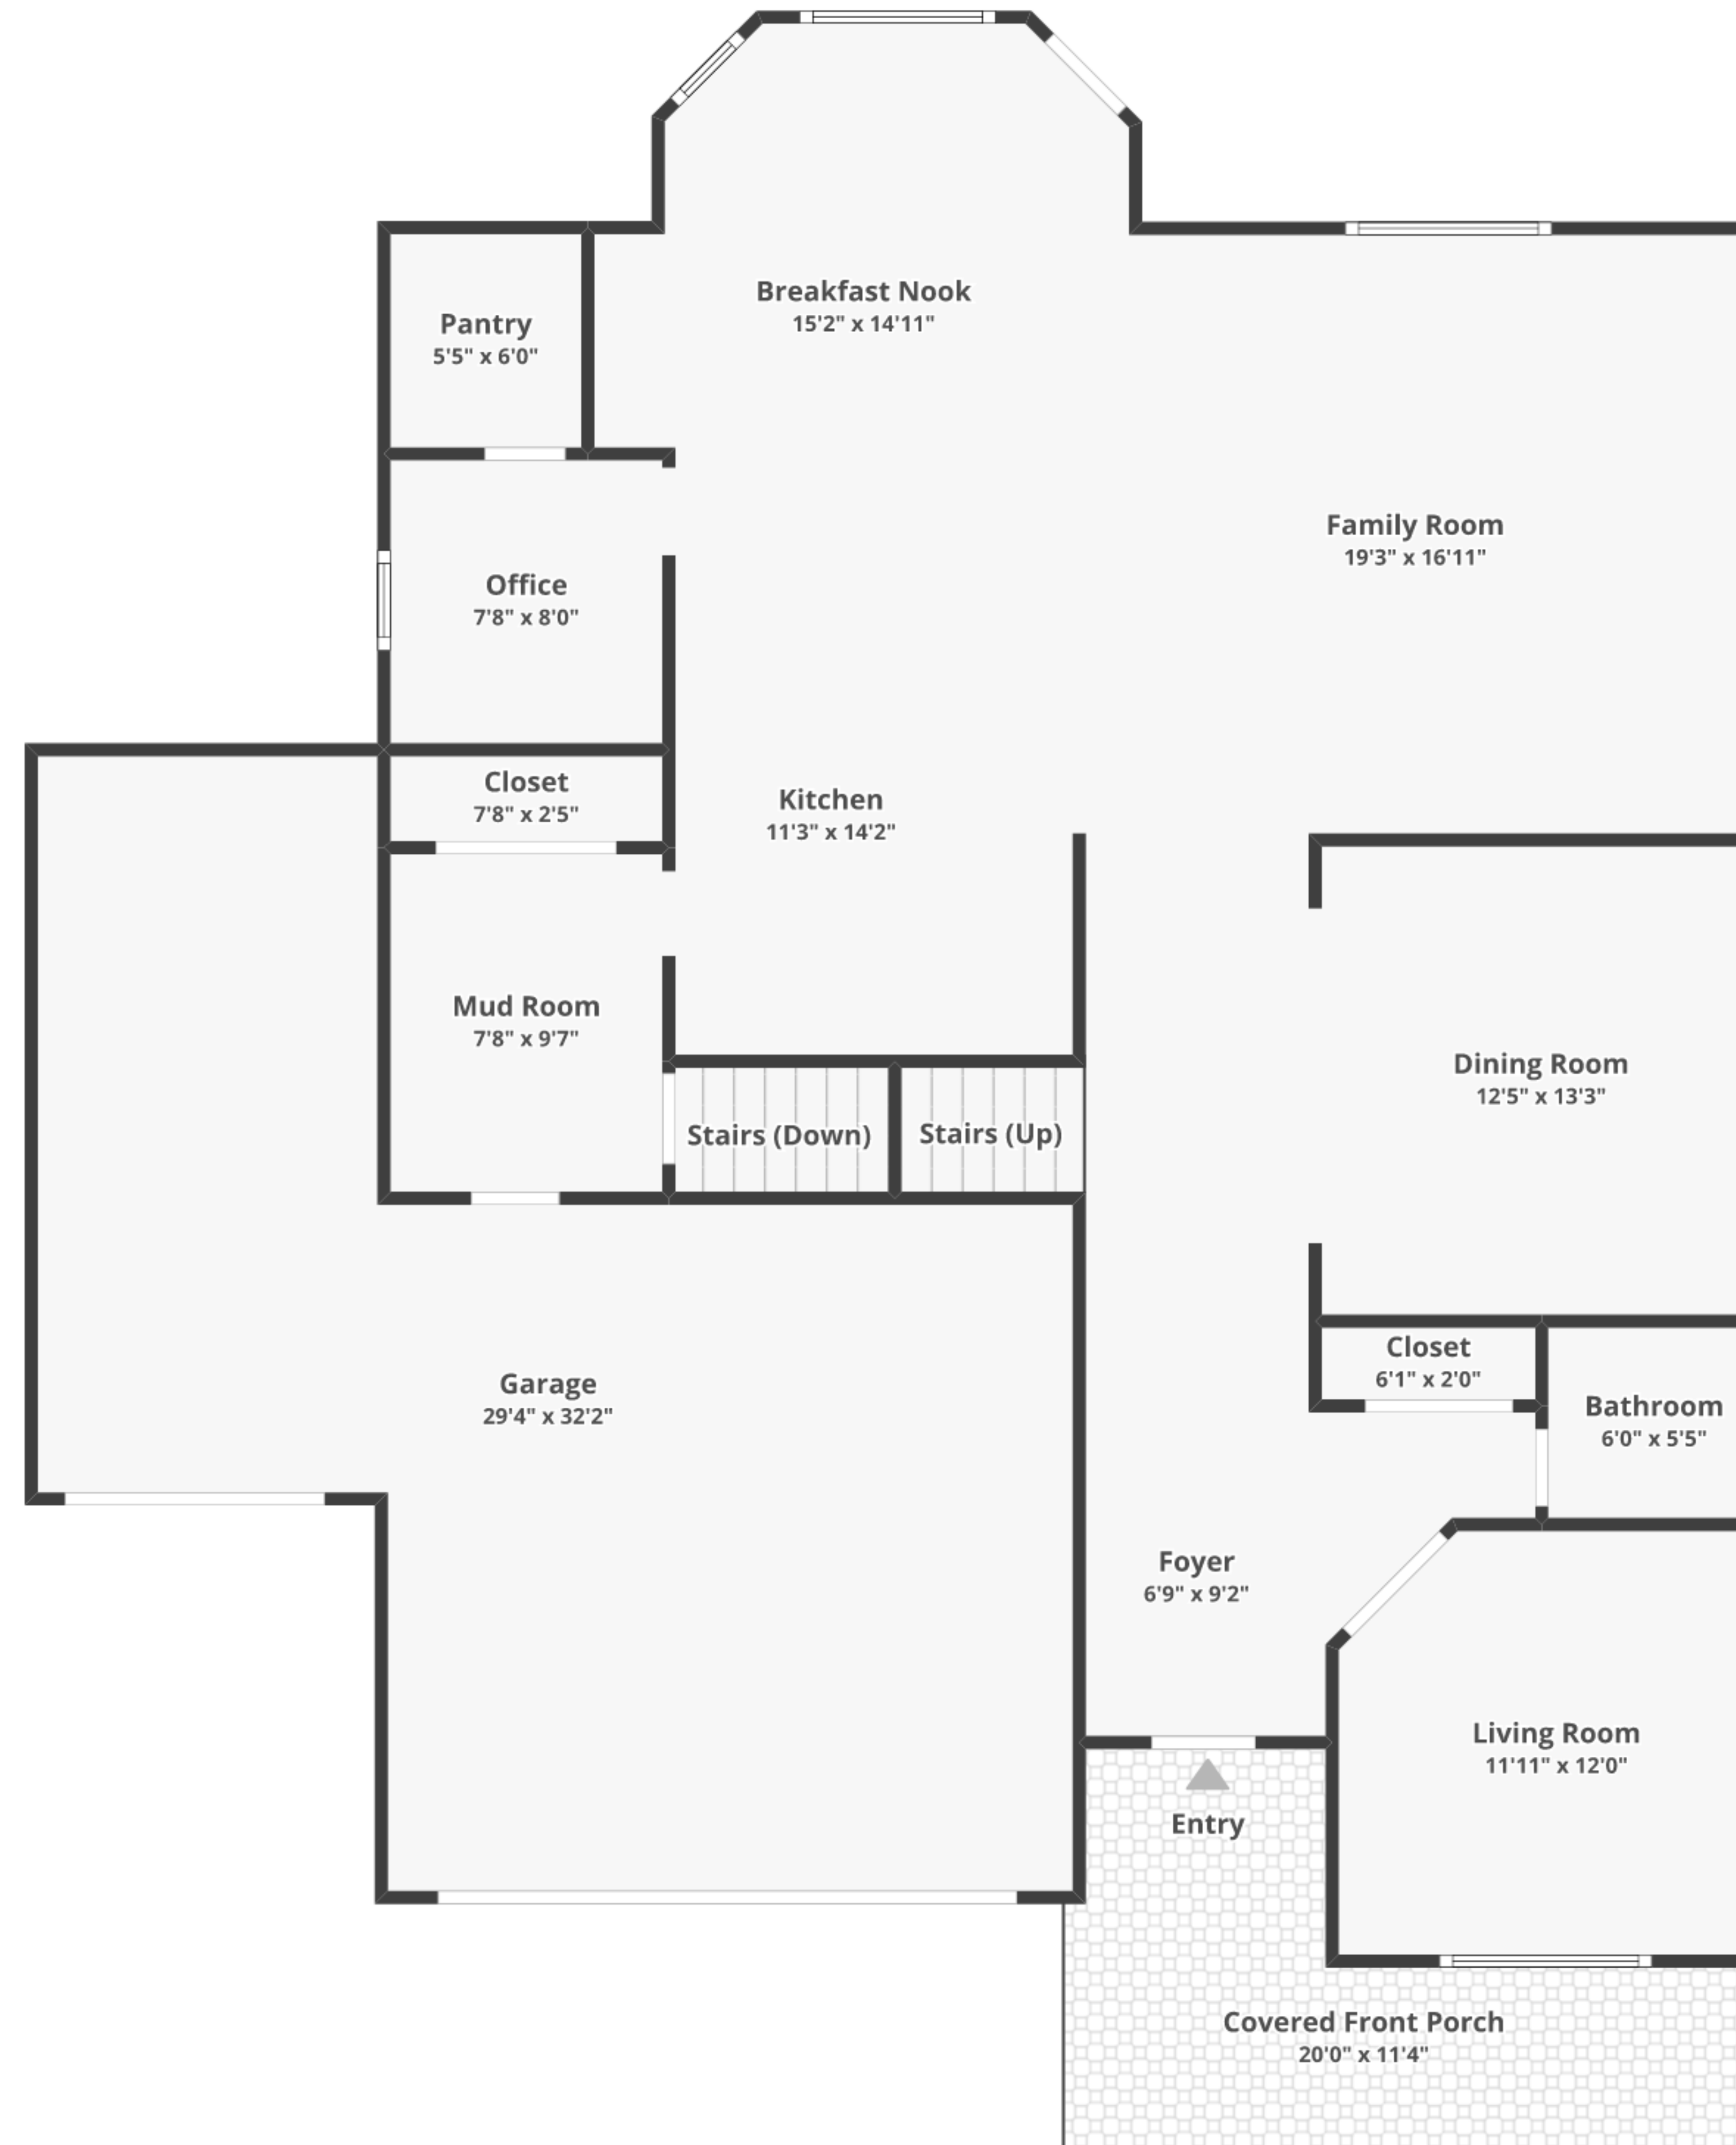 Breakfast Nook
15'2" x 14'11"
Pantry
5'5" x 6'0"
Family Room
19'3" x 16'11"
Office
7'8" x 8'0"
Closet
7'8" x 2'5"
Kitchen
11'3" x 14'2"
Mud Room
7'8" x 9'7"
Dining Room
12'5" x 13'3"
Stairs (Down)
Stairs (Up)
Closet
6'1" x 2'0"
Garage
29'4" x 32'2"
Bathroom
6'0" x 5'5"
Foyer
6'9" x 9'2"
Living Room
11'11" x 12'0"
Entry
Covered Front Porch
20'0" x 11'4"